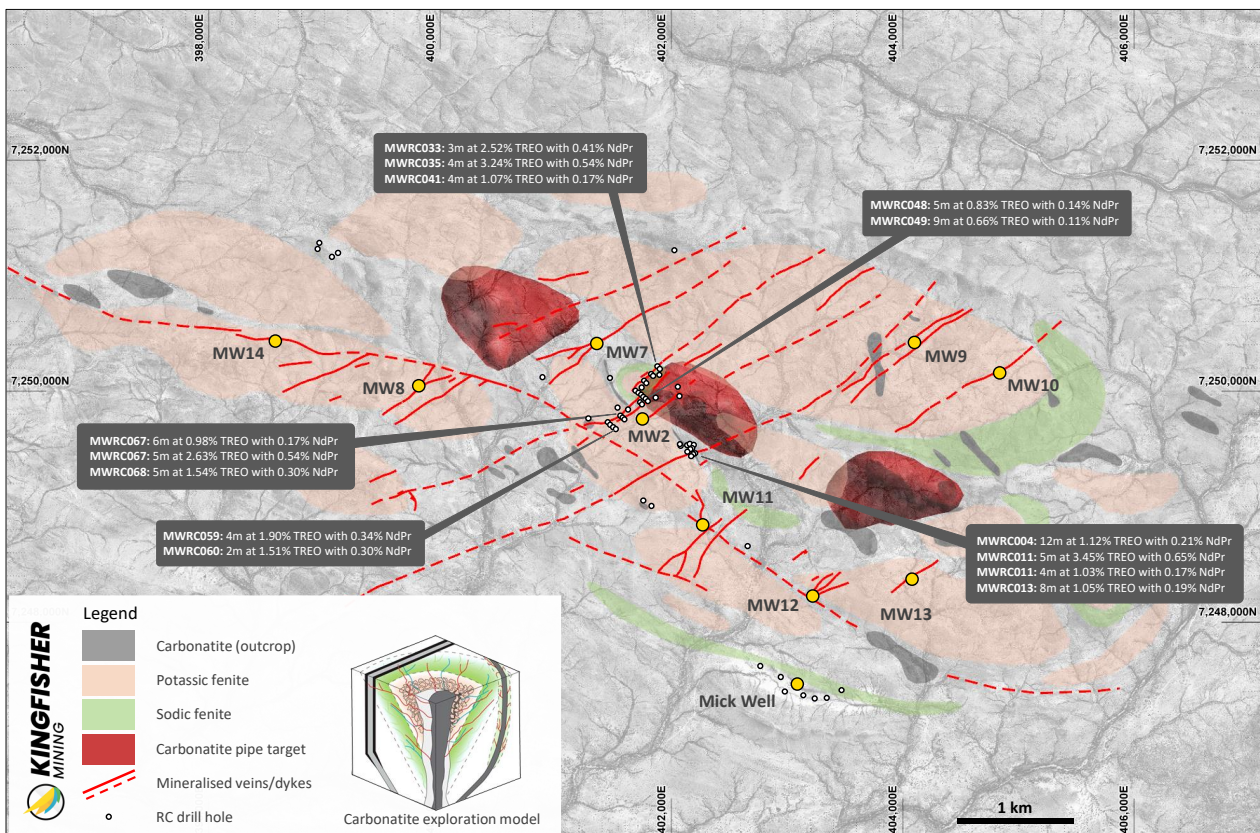 398,000E
400,000E
402,000E
404,000E
406,000E
7,252,000N
7,252,000N
MWRC033: 3m at 2.52% TREO with 0.41% NdPr
MWRC035: 4m at 3.24% TREO with 0.54% NdPr
MWRC041: 4m at 1.07% TREO with 0.17% NdPr
MWRC048: 5m at 0.83% TREO with 0.14% NdPr
MWRC049: 9m at 0.66% TREO with 0.11% NdPr
MW14
MW7
MW9
MW8
MW10
7,250,000N
7,250,000N
MW2
MWRC067: 6m at 0.98% TREO with 0.17% NdPr
MWRC067: 5m at 2.63% TREO with 0.54% NdPr
MWRC068: 5m at 1.54% TREO with 0.30% NdPr
MW11
MWRC059: 4m at 1.90% TREO with 0.34% NdPr
MWRC060: 2m at 1.51% TREO with 0.30% NdPr
MWRC004: 12m at 1.12% TREO with 0.21% NdPr
MWRC011: 5m at 3.45% TREO with 0.65% NdPr
MWRC011: 4m at 1.03% TREO with 0.17% NdPr
MWRC013: 8m at 1.05% TREO with 0.19% NdPr
MW12
MW13
7,248,000N
Mick Well
KINGFISHER
MINING
Legend
Carbonatite (outcrop)
Potassic fenite
Sodic fenite
Carbonatite pipe target
Mineralised veins/dykes
RC drill hole
Carbonatite exploration model
402,000E
404,000E
406,000E
1 km